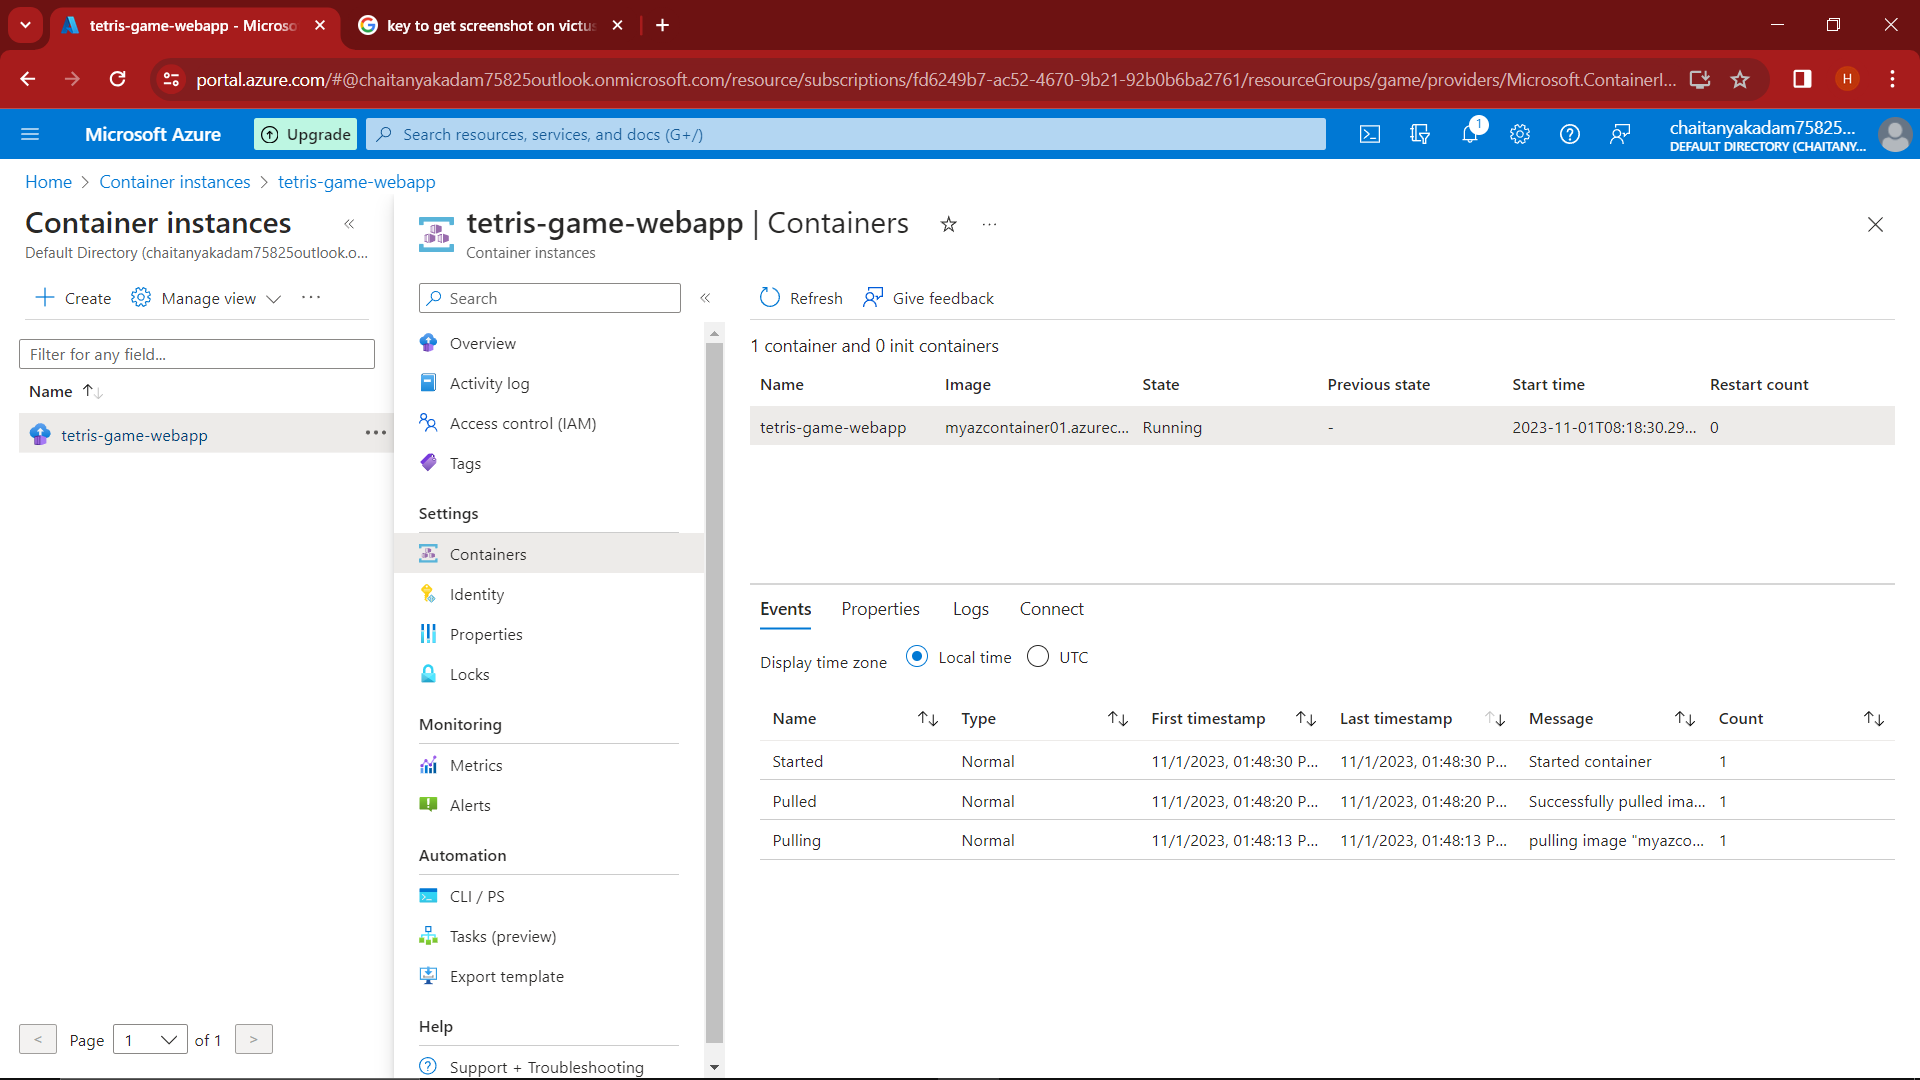 tetris-game-webapp - Microso
key to get screenshot on victus
portal.azure.com/#@chaitanyakadam75825outlook.onmicrosoft.com/resource/subscriptions/fd6249b7-ac52-4670-9b21-92b0b6ba2761/resourceGroups/game/providers/Microsoft.ContainerI...
H
Microsoft Azure
Upgrade
Search resources, services, and docs (G+/)
1
chaitanyakadam75825...
DEFAULT DIRECTORY (CHAITANY...
Home > Container instances > tetris-game-webapp
Container instances
Default Directory (chaitanyakadam75825outlook.o...
Create
Manage view
Filter for any field...
Name
tetris-game-webapp
< Page 1 of 1 >
tetris-game-webapp | Containers
Container instances
Search
Overview
Activity log
Access control (IAM)
Tags
Settings
Containers
Identity
Properties
Locks
Monitoring
Metrics
Alerts
Automation
CLI / PS
Tasks (preview)
Export template
Help
Support + Troubleshooting
Refresh
Give feedback
1 container and 0 init containers
Name Image State Previous state Start time Restart count
tetris-game-webapp myazcontainer01.azurec... Running - 2023-11-01T08:18:30.29... 0
Events Properties Logs Connect
Display time zone Local time UTC
Name Type First timestamp Last timestamp Message Count
Started Normal 11/1/2023, 01:48:30 P... 11/1/2023, 01:48:30 P... Started container 1
Pulled Normal 11/1/2023, 01:48:20 P... 11/1/2023, 01:48:20 P... Successfully pulled ima... 1
Pulling Normal 11/1/2023, 01:48:13 P... 11/1/2023, 01:48:13 P... pulling image "myazco... 1